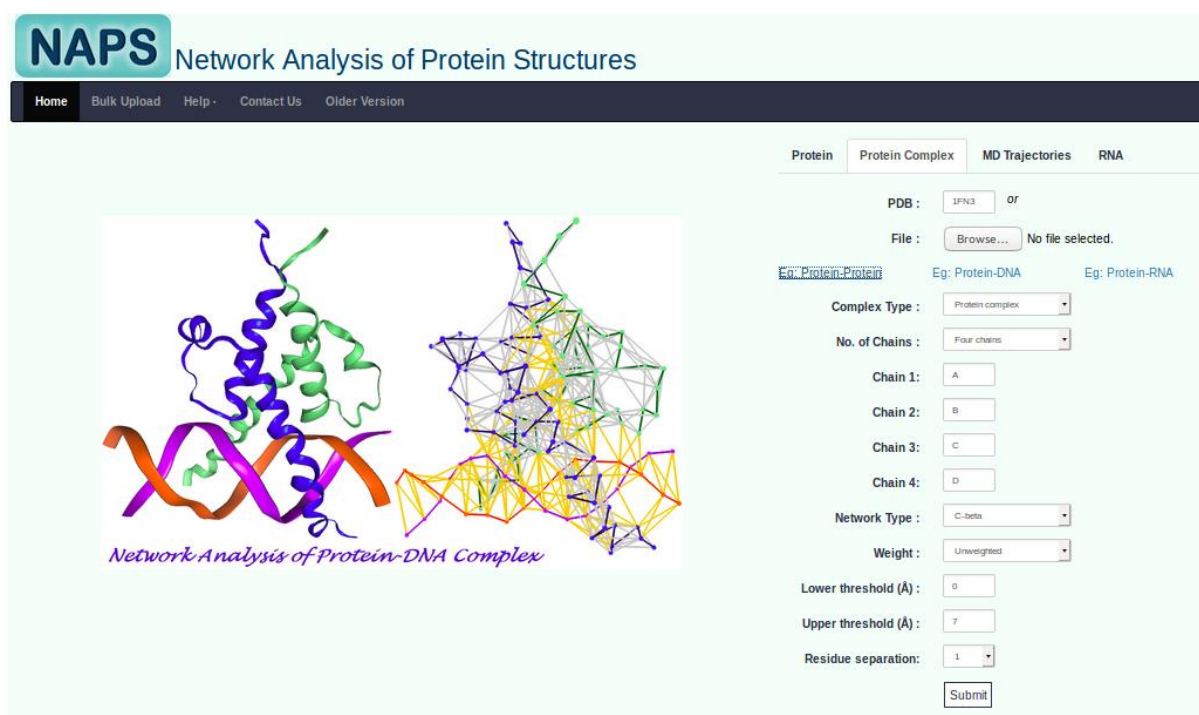 NAPS Network Analysis of Protein Structures
Home Bulk Upload Help Contact Us Older Version
Protein Protein Complex MD Trajectories RNA
PDB : 1FN3 or
File : Browse... No file selected.
Eg: Protein-Protein Eg: Protein-DNA Eg: Protein-RNA
Complex Type : Protein complex
No. of Chains : Four chains
Chain 1: A
Chain 2: B
Chain 3: C
Chain 4: D
Network Type : C-beta
Weight : Unweighted
Lower threshold (Å) : 0
Upper threshold (Å) : 7
Residue separation: 1
Submit
Network Analysis of Protein-DNA Complex